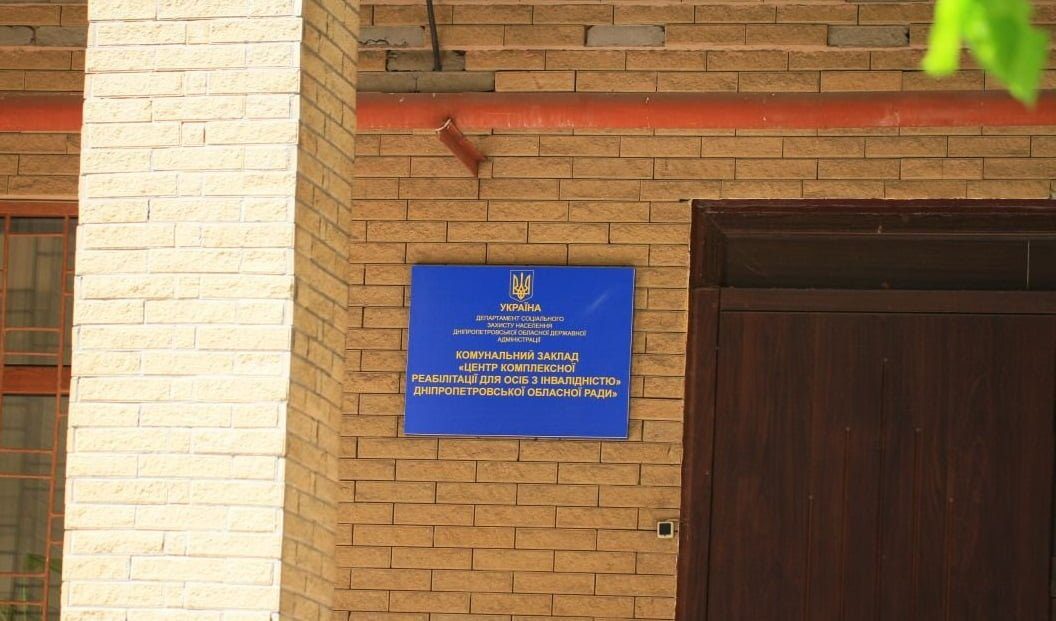 УКРАЇНА
ДЕПАРТАМЕНТ СОЦІАЛЬНОГО
ЗАХИСТУ НАСЕЛЕННЯ
ДНІПРОПЕТРОВСЬКОЇ ОБЛАСНОЇ ДЕРЖАВНОЇ
АДМІНІСТРАЦІЇ
КОМУНАЛЬНИЙ ЗАКЛАД
«ЦЕНТР КОМПЛЕКСНОЇ
РЕАБІЛІТАЦІЇ ДЛЯ ОСІБ З ІНВАЛІДНІСТЮ»
ДНІПРОПЕТРОВСЬКОЇ ОБЛАСНОЇ РАДИ»